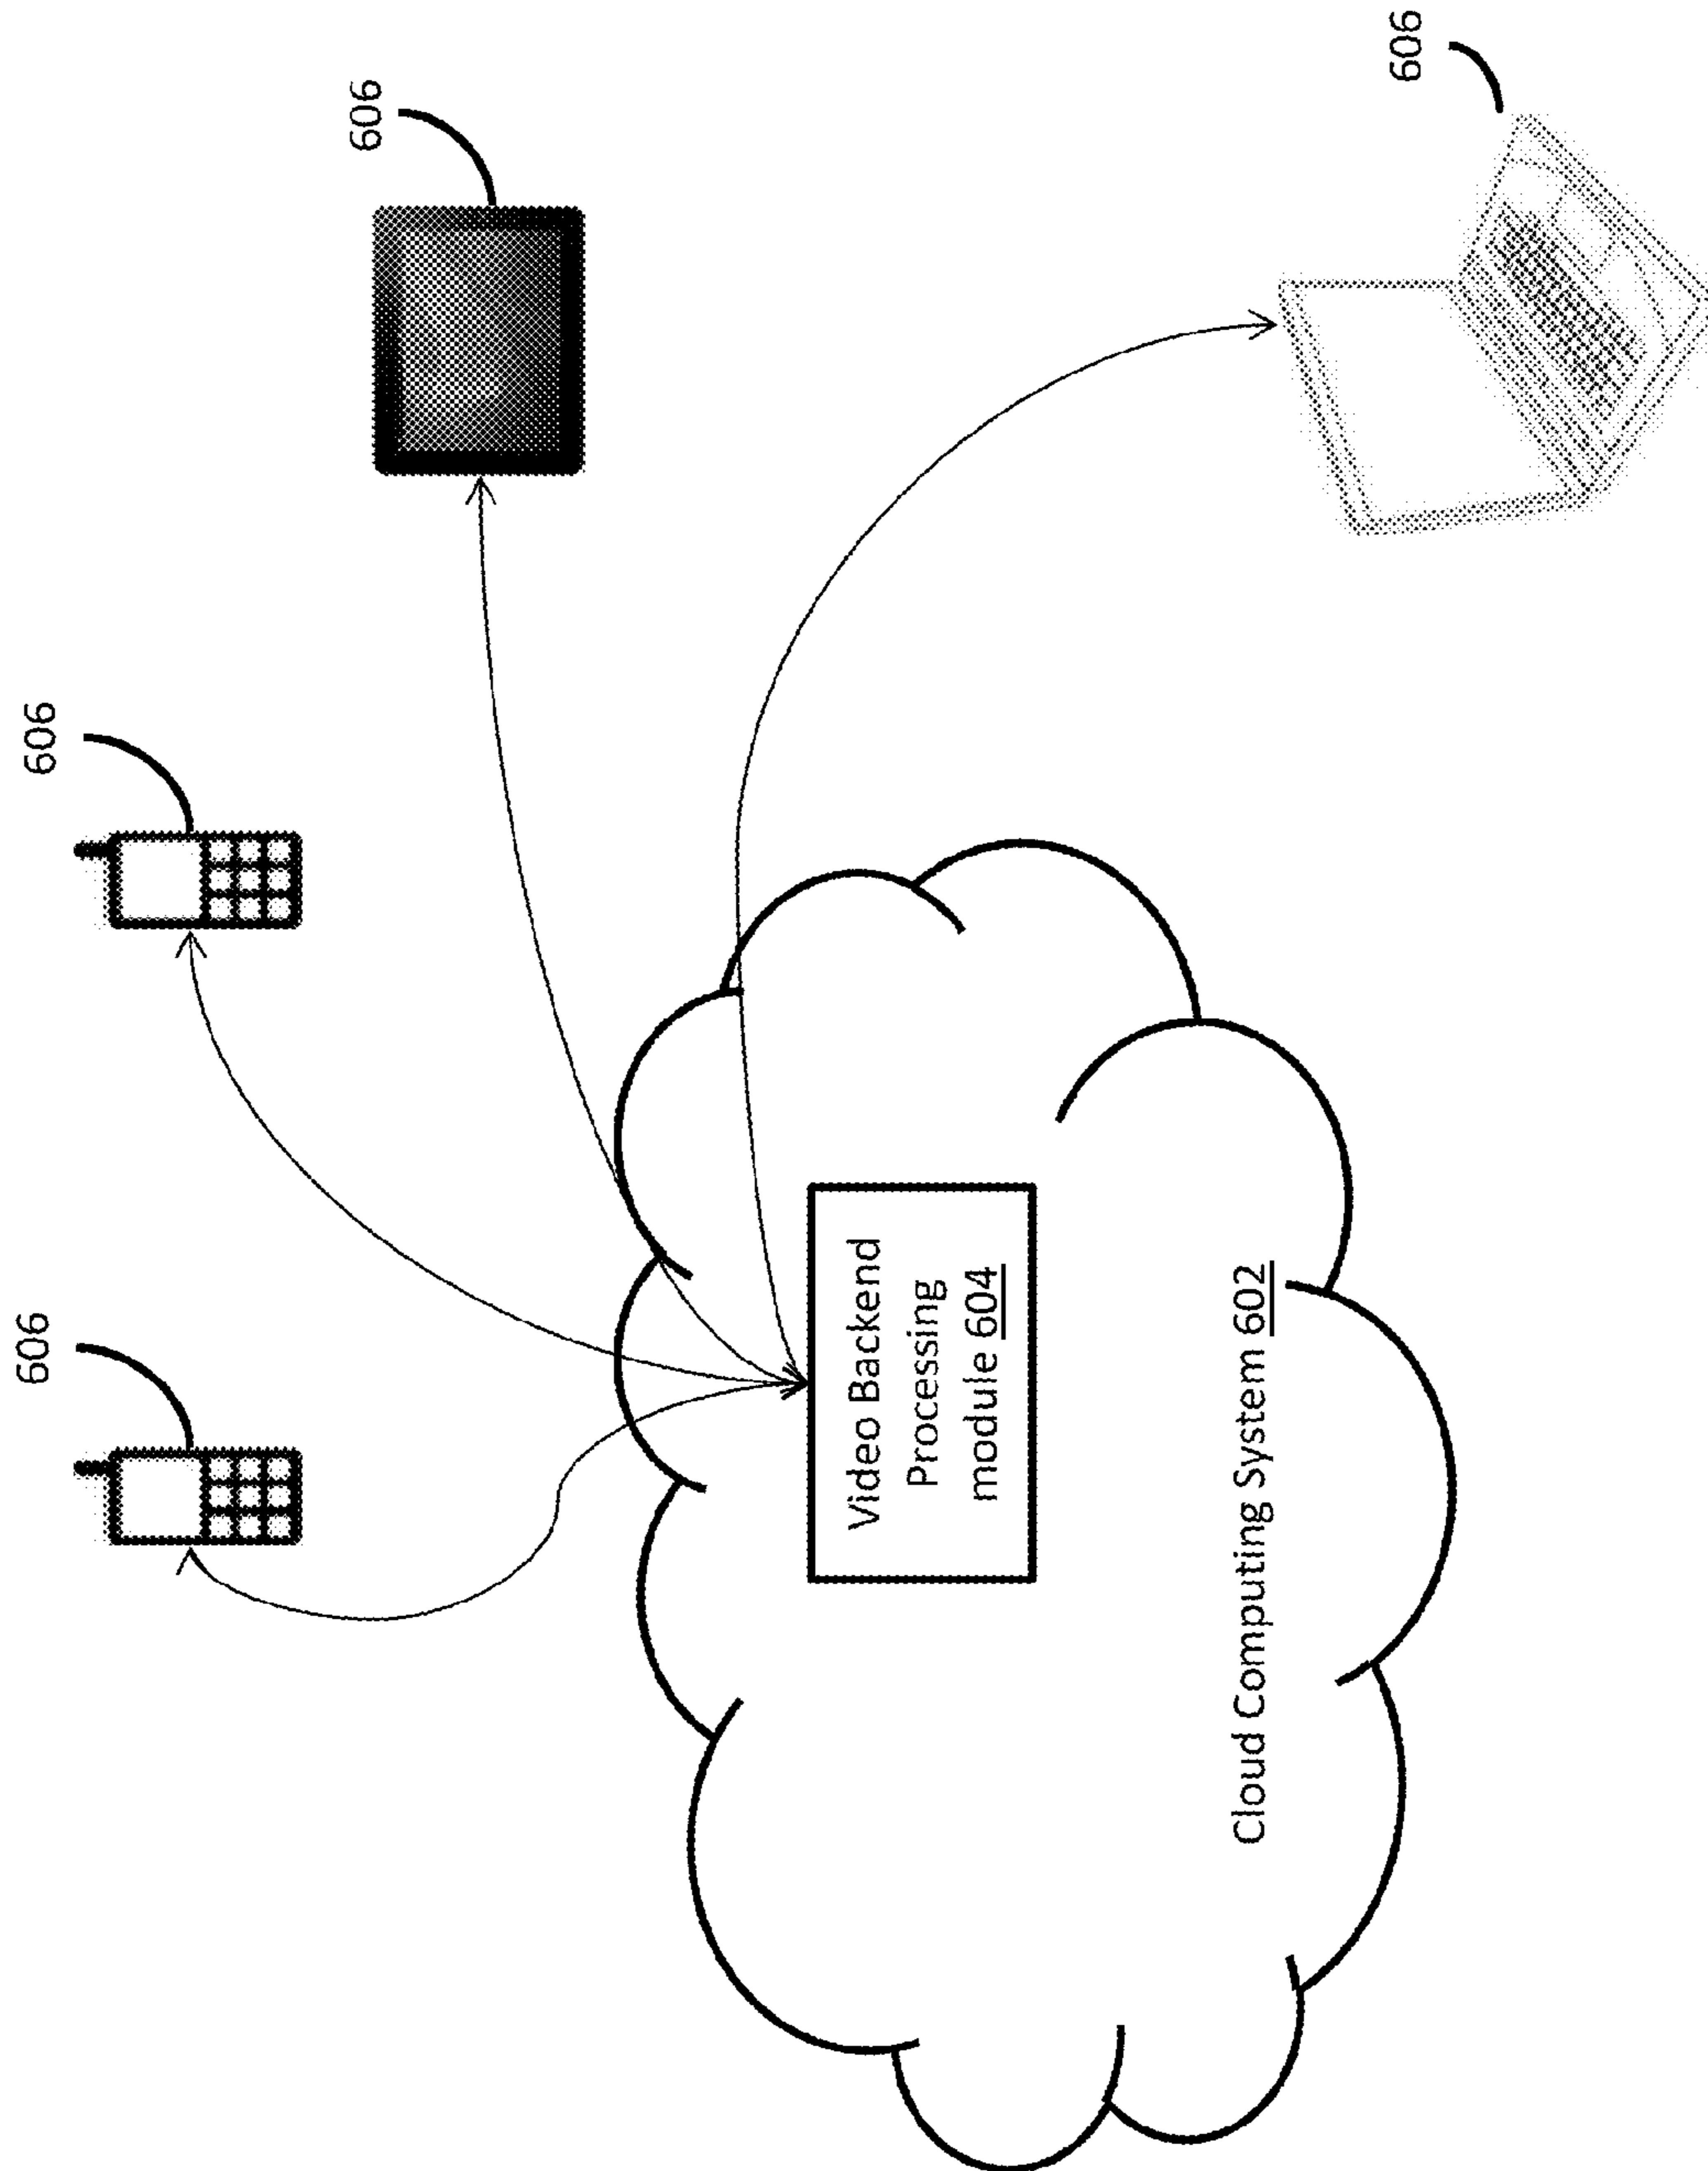 606
606
606
606
Video Backend
Processing
module 604
Cloud Computing System 602